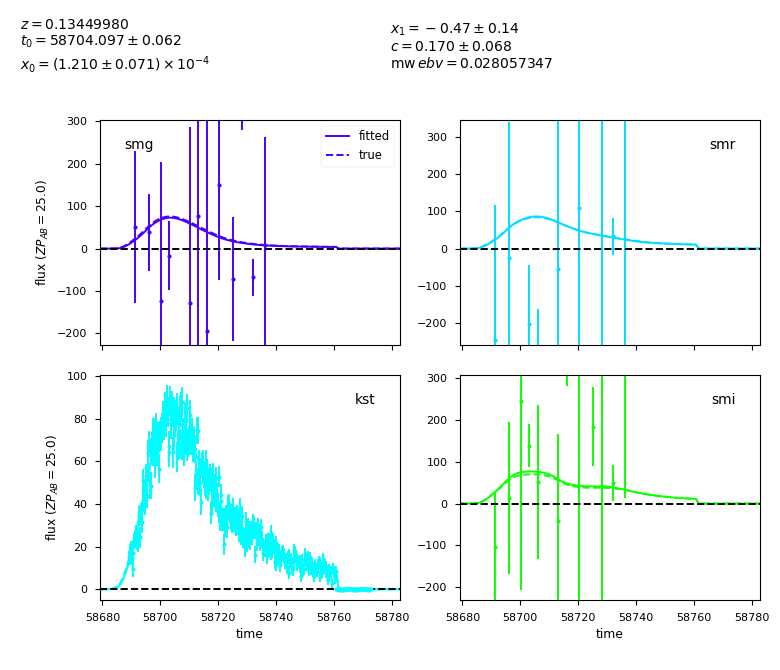 z = 0.13449980
t₀ = 58704.097 ± 0.062
x₀ = (1.210 ± 0.071) × 10⁻⁴
x₁ = −0.47 ± 0.14
c = 0.170 ± 0.068
mw ebv = 0.028057347
smg
fitted
true
300
200
100
0
−100
−200
flux (ZP_AB = 25.0)
smr
300
200
100
0
−100
−200
kst
100
80
60
40
20
0
flux (ZP_AB = 25.0)
58680 58700 58720 58740 58760 58780
time
smi
300
200
100
0
−100
−200
58680 58700 58720 58740 58760 58780
time